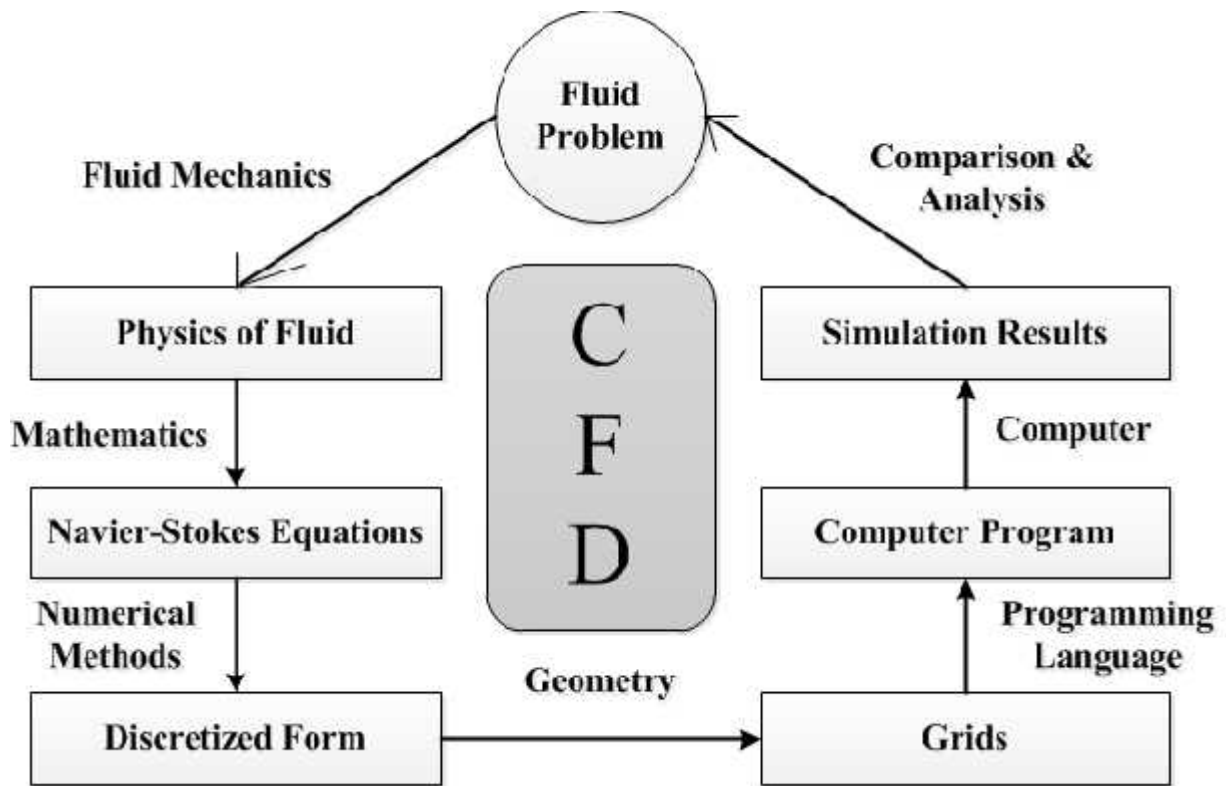 Fluid
Problem
Fluid Mechanics
Comparison &
Analysis
Physics of Fluid
C
F
D
Simulation Results
Mathematics
Computer
Navier-Stokes Equations
Computer Program
Numerical
Methods
Programming
Language
Geometry
Discretized Form
Grids